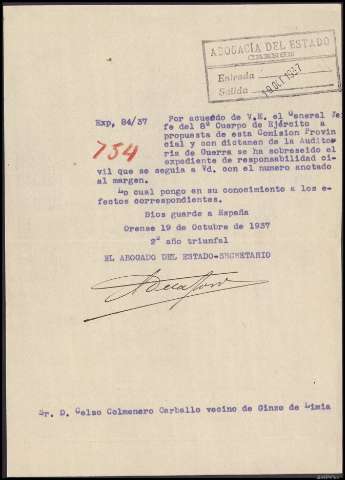 ABOGACÍA DEL ESTADO
ORENSE
Entrada
Salida 19 OCT 1937
Exp, 84/37 Por acuerdo de V.E. el General Je-
fe del 8º Cuerpo de Ejército a
754 propuesta de esta Comision Provin
cial y con dictamen de la Audito-
ria de Guerra se ha sobreseido el
expediente de responsabilidad ci-
vil que se seguia a Vd. con el numero anotado
al margen.
Lo cual pongo en su conocimiento a los e-
fectos correspondientes.
Dios guarde a España
Orense 19 de Octubre de 1937
2º año triunfal
EL ABOGADO DEL ESTADO-SECRETARIO
Sr. D. Celso Colmenero Carballo vecino de Ginzo de Limia